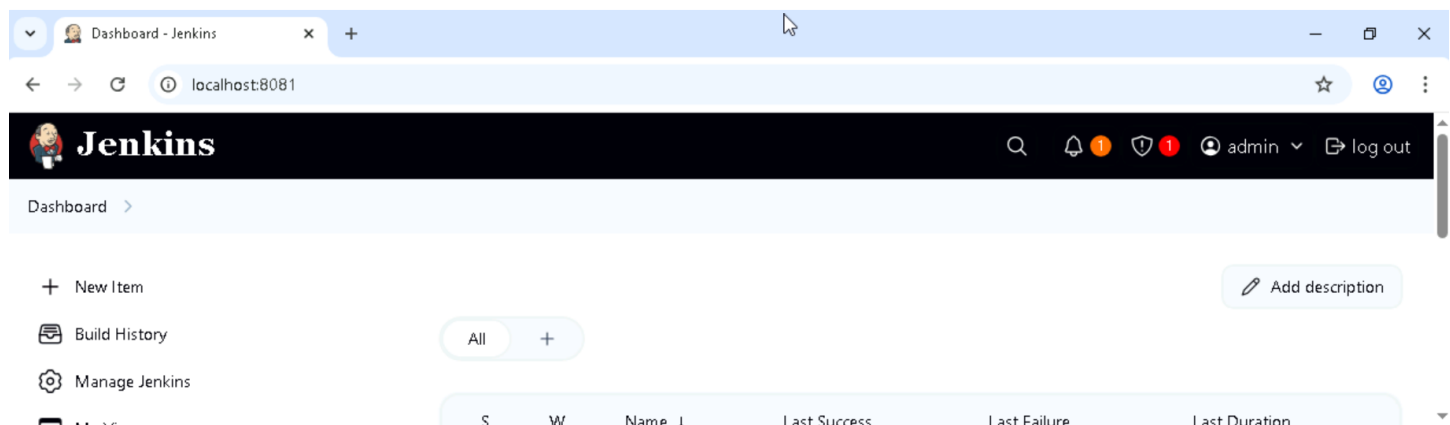 Dashboard - Jenkins
localhost:8081
Jenkins
1 1 admin log out
Dashboard
New Item
Add description
Build History
All
Manage Jenkins
S W Name ↓ Last Success Last Failure Last Duration